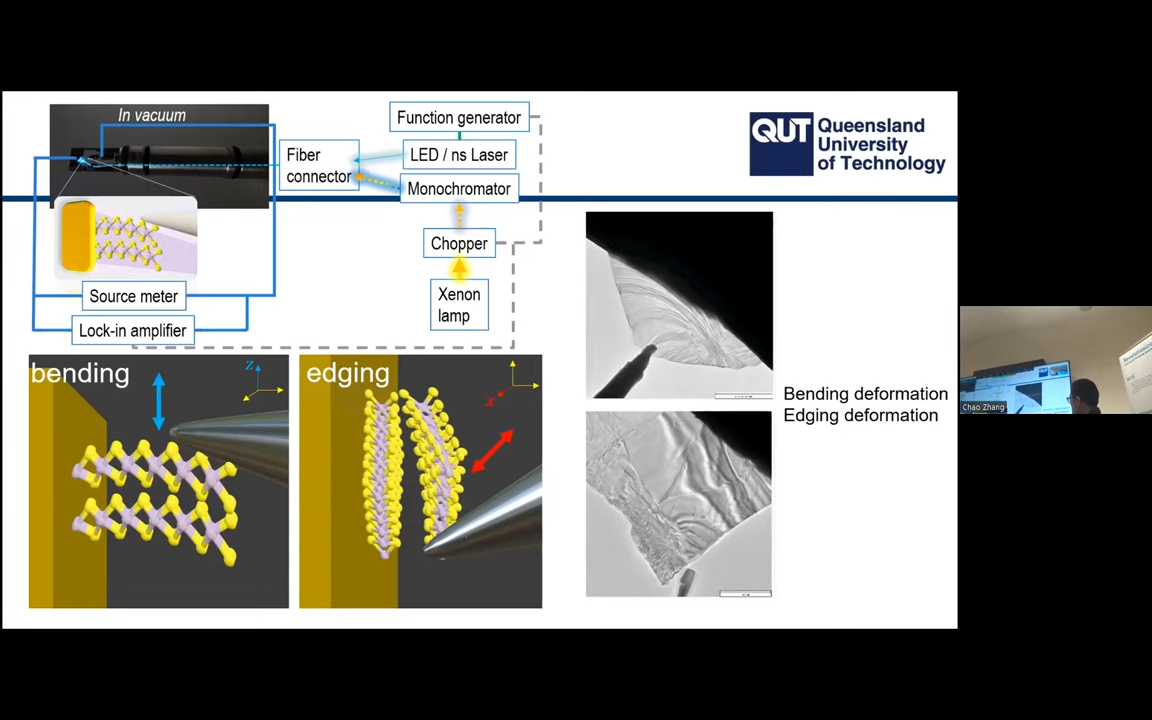 In vacuum
Function generator
Fiber
connector
LED / ns Laser
Monochromator
Chopper
Xenon
lamp
Source meter
Lock-in amplifier
QUT
Queensland
University
of Technology
bending
z
edging
x
Bending deformation
Edging deformation
Chao Zhang